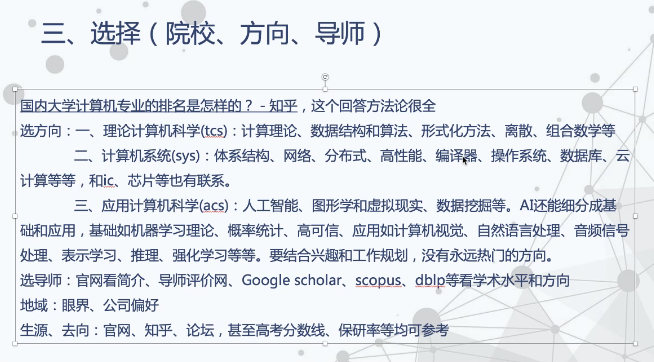 三、选择（院校、方向、导师）
国内大学计算机专业的排名是怎样的？ - 知乎，这个回答方法论很全
选方向：一、理论计算机科学(tcs)：计算理论、数据结构和算法、形式化方法、离散、组合数学等
二、计算机系统(sys)：体系结构、网络、分布式、高性能、编译器、操作系统、数据库、云
计算等等，和ic、芯片等也有联系。
三、应用计算机科学(acs)：人工智能、图形学和虚拟现实、数据挖掘等。AI还能细分成基
础和应用，基础如机器学习理论、概率统计、高可信、应用如计算机视觉、自然语言处理、音频信号
处理、表示学习、推理、强化学习等等。要结合兴趣和工作规划，没有永远热门的方向。
选导师：官网看简介、导师评价网、Google scholar、scopus、dblp等看学术水平和方向
地域：眼界、公司偏好
生源、去向：官网、知乎、论坛，甚至高考分数线、保研率等均可参考